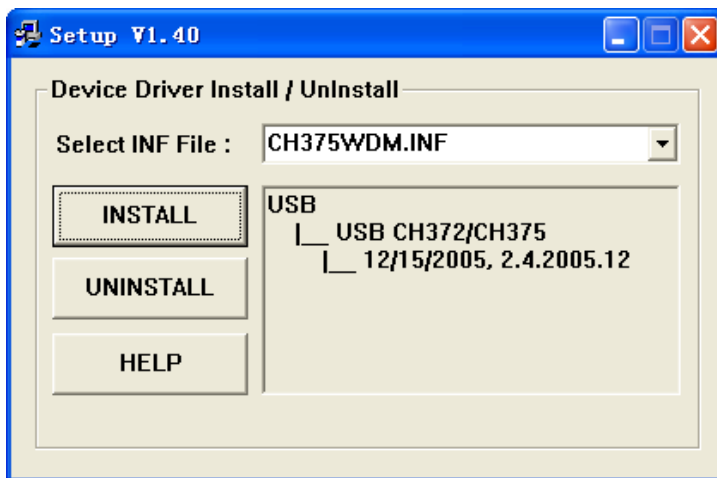 Setup V1.40
Device Driver Install / UnInstall
Select INF File :
CH375WDM.INF
INSTALL
UNINSTALL
HELP
USB
|__ USB CH372/CH375
|__ 12/15/2005, 2.4.2005.12